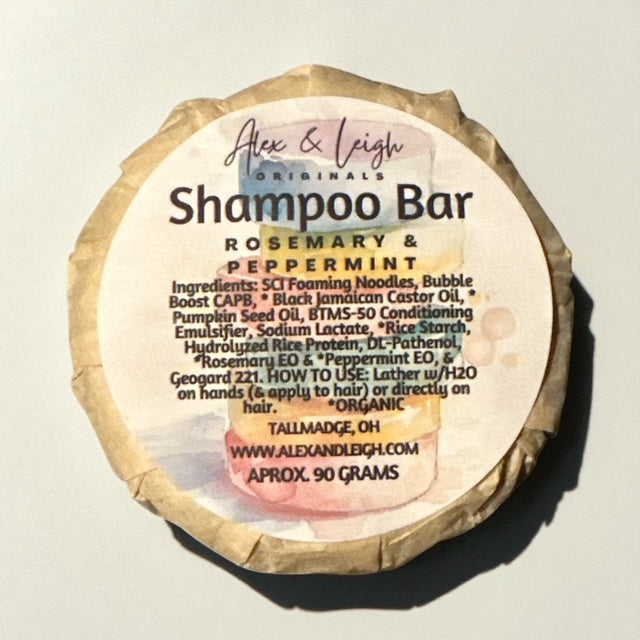 Alex & Leigh
ORIGINALS
Shampoo Bar
ROSEMARY &
PEPPERMINT
Ingredients: SCI Foaming Noodles, Bubble
Boost CAPB, * Black Jamaican Castor Oil, *
Pumpkin Seed Oil, BTMS-50 Conditioning
Emulsifier, Sodium Lactate, *Rice Starch,
Hydrolyzed Rice Protein, DL-Pathenol,
*Rosemary EO & *Peppermint EO, &
Geogard 221. HOW TO USE: Lather w/H2O
on hands (& apply to hair) or directly on
hair. *ORGANIC
TALLMADGE, OH
WWW.ALEXANDLEIGH.COM
APROX. 90 GRAMS